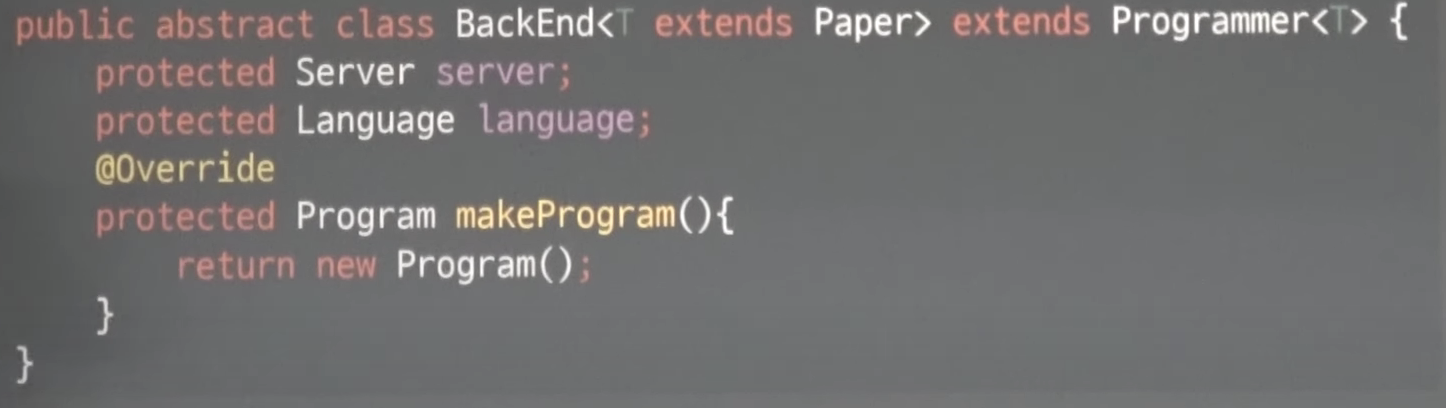 public abstract class BackEnd<T extends Paper> extends Programmer<T> {
    protected Server server;
    protected Language language;
    @Override
    protected Program makeProgram(){
        return new Program();
    }
}